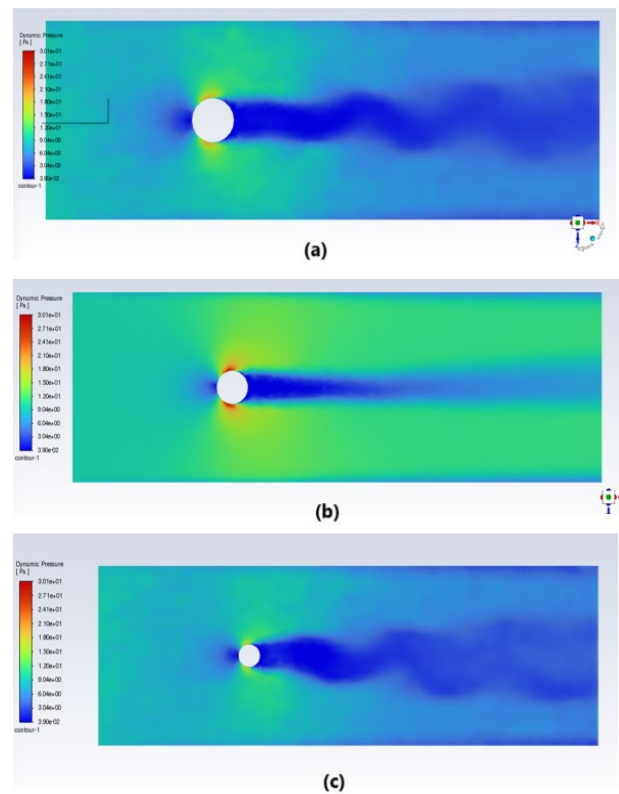 Dynamic Pressure
[ Pa ]
3.01e+01
2.71e+01
2.41e+01
2.10e+01
1.80e+01
1.50e+01
1.20e+01
9.04e+00
6.04e+00
3.04e+00
3.90e-02
contour-1
(a)
Dynamic Pressure
[ Pa ]
3.01e+01
2.71e+01
2.41e+01
2.10e+01
1.80e+01
1.50e+01
1.20e+01
9.04e+00
6.04e+00
3.04e+00
3.90e-02
contour-1
(b)
Dynamic Pressure
[ Pa ]
3.01e+01
2.71e+01
2.41e+01
2.10e+01
1.80e+01
1.50e+01
1.20e+01
9.04e+00
6.04e+00
3.04e+00
3.90e-02
contour-1
(c)